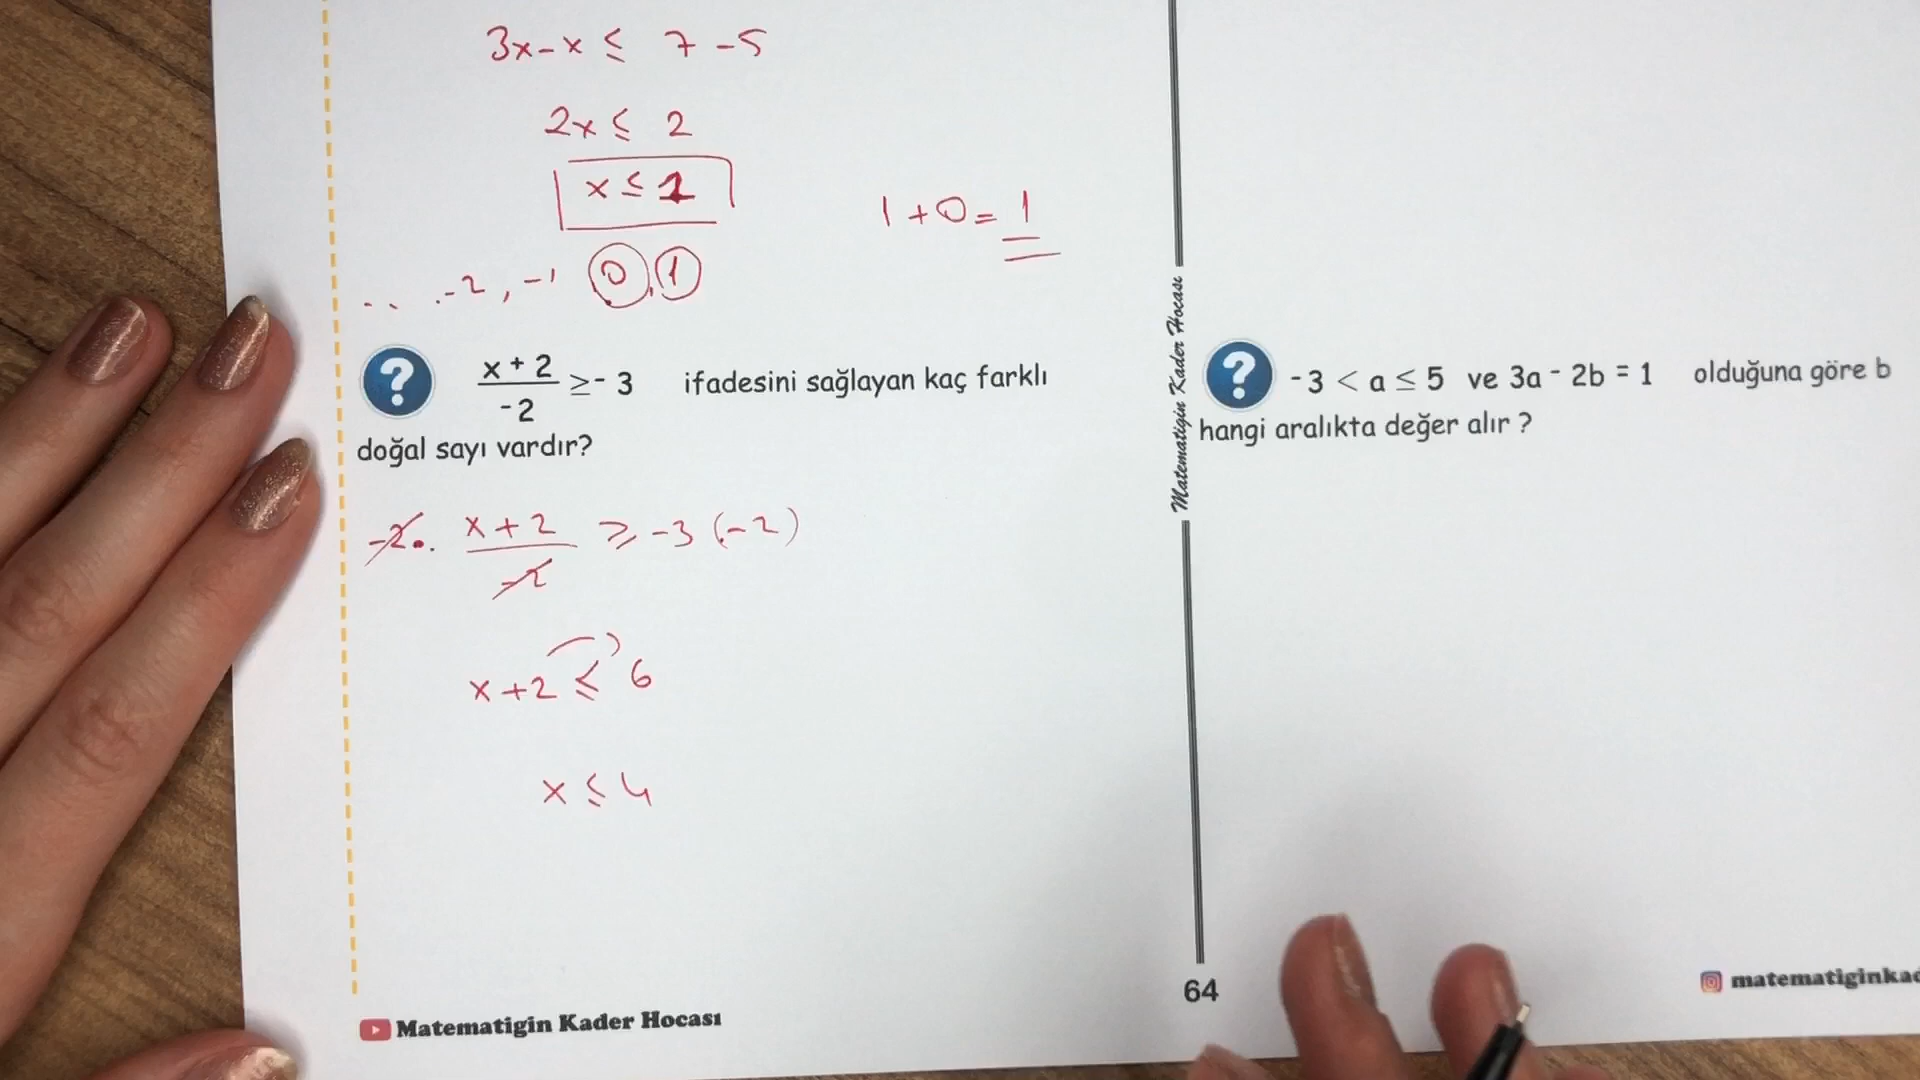 3x-x ≤ 7-5
2x ≤ 2
x ≤ 1
1+0=1
.. .-2, -1 0, 1
? x+2/-2 ≥ -3 ifadesini sağlayan kaç farklı
doğal sayı vardır?
-2. x+2/-2 ≥ -3 (-2)
x+2 ≤ 6
x ≤ 4
Matematigin Kader Hocası
Matematigin Kader Hocası
64
? -3 < a ≤ 5 ve 3a - 2b = 1 olduğuna göre b
hangi aralıkta değer alır ?
matematiginkad